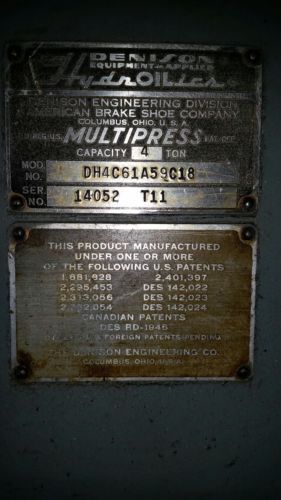 DENISON
EQUIPMENT-APPLIED
HydrOILics
DENISON ENGINEERING DIVISION
AMERICAN BRAKE SHOE COMPANY
COLUMBUS, OHIO, U.S.A.
MULTIPRESS
CAPACITY 4 TON
MOD. NO. DH4C61A59C18
SER. NO. 14052 T11
THIS PRODUCT MANUFACTURED
UNDER ONE OR MORE
OF THE FOLLOWING U.S. PATENTS
2,401,397
2,295,453 DES 142,022
2,313,056 DES 142,023
DES 142,024
CANADIAN PATENTS
DES RD-1946
& FOREIGN PATENTS PENDING
THE DENISON ENGINEERING CO.
COLUMBUS, OHIO, U.S.A.